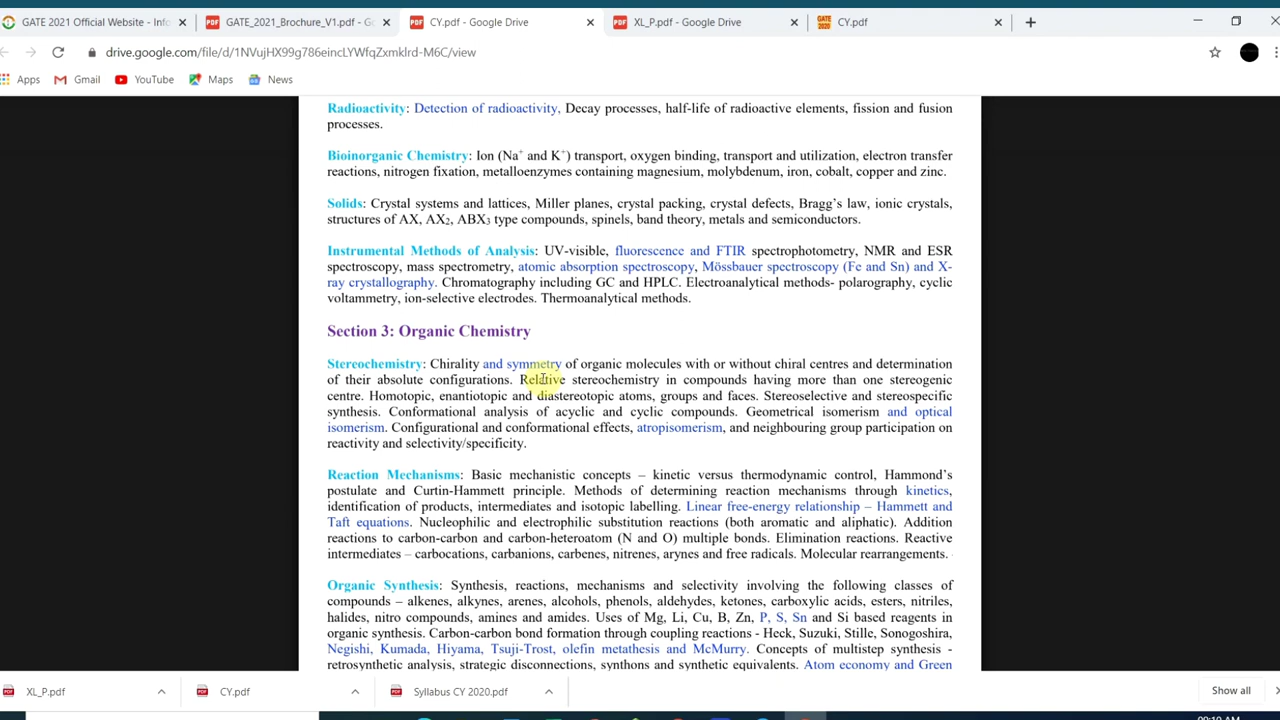 GATE 2021 Official Website - Info
GATE_2021_Brochure_V1.pdf - Go
CY.pdf - Google Drive
XL_P.pdf - Google Drive
GATE 2020 CY.pdf
drive.google.com/file/d/1NVujHX99g786eincLYWfqZxmklrd-M6C/view
Apps Gmail YouTube Maps News
Radioactivity: Detection of radioactivity, Decay processes, half-life of radioactive elements, fission and fusion
processes.
Bioinorganic Chemistry: Ion (Na⁺ and K⁺) transport, oxygen binding, transport and utilization, electron transfer
reactions, nitrogen fixation, metalloenzymes containing magnesium, molybdenum, iron, cobalt, copper and zinc.
Solids: Crystal systems and lattices, Miller planes, crystal packing, crystal defects, Bragg's law, ionic crystals,
structures of AX, AX₂, ABX₃ type compounds, spinels, band theory, metals and semiconductors.
Instrumental Methods of Analysis: UV-visible, fluorescence and FTIR spectrophotometry, NMR and ESR
spectroscopy, mass spectrometry, atomic absorption spectroscopy, Mössbauer spectroscopy (Fe and Sn) and X-
ray crystallography. Chromatography including GC and HPLC. Electroanalytical methods- polarography, cyclic
voltammetry, ion-selective electrodes. Thermoanalytical methods.
Section 3: Organic Chemistry
Stereochemistry: Chirality and symmetry of organic molecules with or without chiral centres and determination
of their absolute configurations. Relative stereochemistry in compounds having more than one stereogenic
centre. Homotopic, enantiotopic and diastereotopic atoms, groups and faces. Stereoselective and stereospecific
synthesis. Conformational analysis of acyclic and cyclic compounds. Geometrical isomerism and optical
isomerism. Configurational and conformational effects, atropisomerism, and neighbouring group participation on
reactivity and selectivity/specificity.
Reaction Mechanisms: Basic mechanistic concepts – kinetic versus thermodynamic control, Hammond's
postulate and Curtin-Hammett principle. Methods of determining reaction mechanisms through kinetics,
identification of products, intermediates and isotopic labelling. Linear free-energy relationship – Hammett and
Taft equations. Nucleophilic and electrophilic substitution reactions (both aromatic and aliphatic). Addition
reactions to carbon-carbon and carbon-heteroatom (N and O) multiple bonds. Elimination reactions. Reactive
intermediates – carbocations, carbanions, carbenes, nitrenes, arynes and free radicals. Molecular rearrangements.
Organic Synthesis: Synthesis, reactions, mechanisms and selectivity involving the following classes of
compounds – alkenes, alkynes, arenes, alcohols, phenols, aldehydes, ketones, carboxylic acids, esters, nitriles,
halides, nitro compounds, amines and amides. Uses of Mg, Li, Cu, B, Zn, P, S, Sn and Si based reagents in
organic synthesis. Carbon-carbon bond formation through coupling reactions - Heck, Suzuki, Stille, Sonogoshira,
Negishi, Kumada, Hiyama, Tsuji-Trost, olefin metathesis and McMurry. Concepts of multistep synthesis -
retrosynthetic analysis, strategic disconnections, synthons and synthetic equivalents. Atom economy and Green
XL_P.pdf
CY.pdf
Syllabus CY 2020.pdf
Show all
09:10 AM